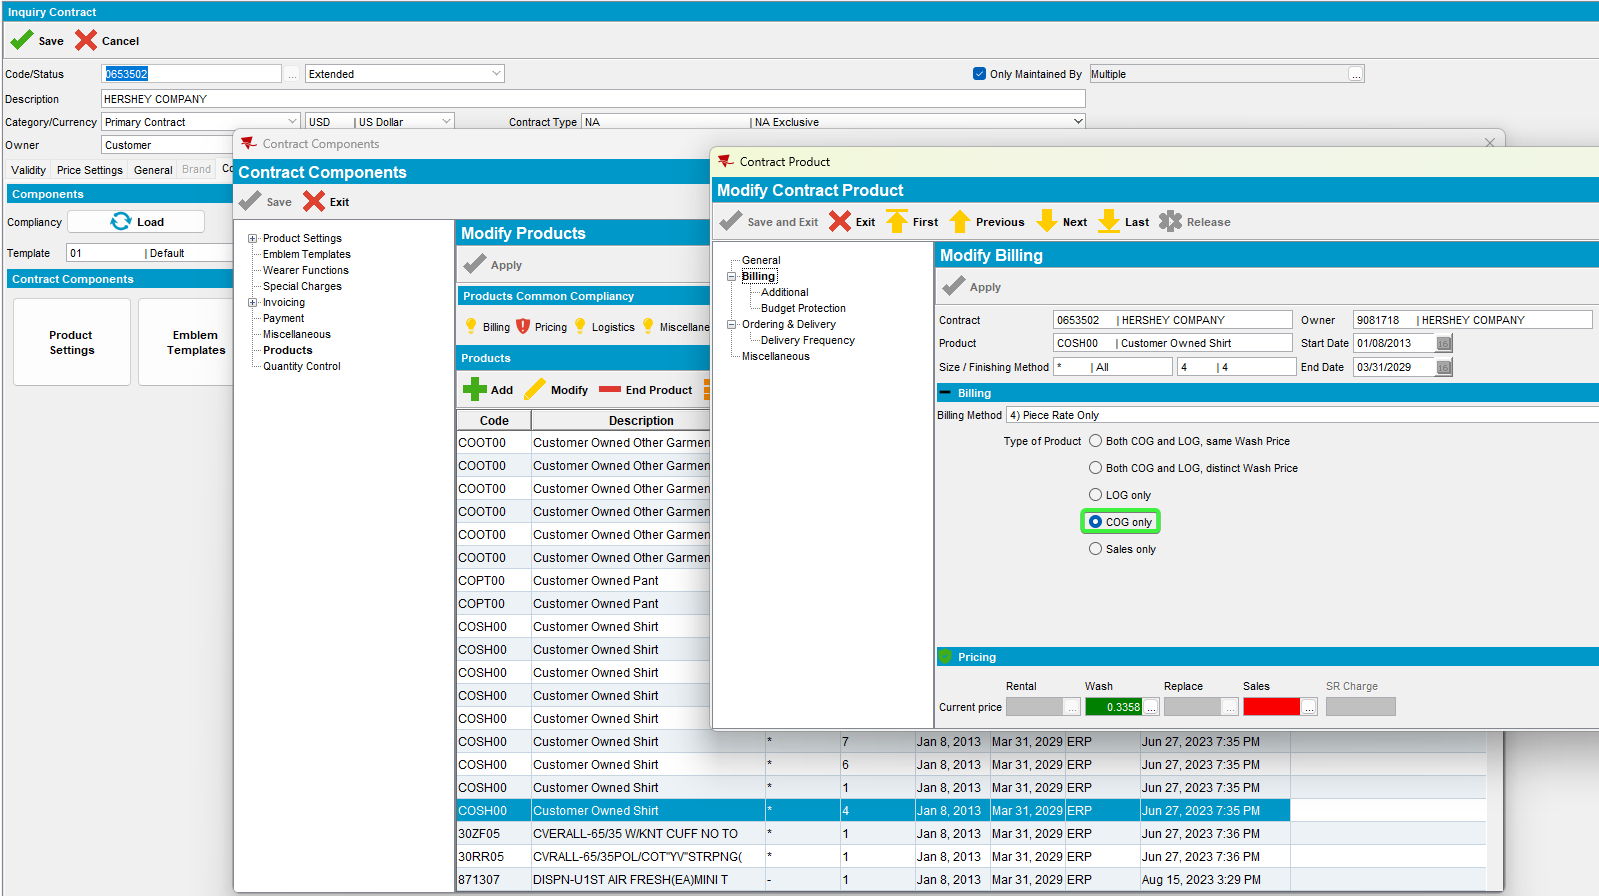 Inquiry Contract
Save Cancel
Code/Status 0653502 ... Extended Only Maintained By Multiple ...
Description HERSHEY COMPANY
Category/Currency Primary Contract USD | US Dollar Contract Type NA | NA Exclusive
Owner Customer
Validity Price Settings General Brand
Components
Compliancy Load
Template 01 | Default
Contract Components
Product Settings
Emblem Templates
Contract Components
Contract Components
Save Exit
Product Settings
Emblem Templates
Wearer Functions
Special Charges
Invoicing
Payment
Miscellaneous
Products
Quantity Control
Modify Products
Apply
Products Common Compliancy
Billing Pricing Logistics Miscellane
Products
Add Modify End Product
Code Description
COOT00 Customer Owned Other Garmen
COOT00 Customer Owned Other Garmen
COOT00 Customer Owned Other Garmen
COOT00 Customer Owned Other Garmen
COOT00 Customer Owned Other Garmen
COOT00 Customer Owned Other Garmen
COPT00 Customer Owned Pant
COPT00 Customer Owned Pant
COSH00 Customer Owned Shirt
COSH00 Customer Owned Shirt
COSH00 Customer Owned Shirt
COSH00 Customer Owned Shirt
COSH00 Customer Owned Shirt
COSH00 Customer Owned Shirt * 7 Jan 8, 2013 Mar 31, 2029 ERP Jun 27, 2023 7:35 PM
COSH00 Customer Owned Shirt * 6 Jan 8, 2013 Mar 31, 2029 ERP Jun 27, 2023 7:35 PM
COSH00 Customer Owned Shirt * 1 Jan 8, 2013 Mar 31, 2029 ERP Jun 27, 2023 7:35 PM
COSH00 Customer Owned Shirt * 4 Jan 8, 2013 Mar 31, 2029 ERP Jun 27, 2023 7:35 PM
30ZF05 CVERALL-65/35 W/KNT CUFF NO TO * 1 Jan 8, 2013 Mar 31, 2029 ERP Jun 27, 2023 7:36 PM
30RR05 CVRALL-65/35POL/COT"YV"STRPNG( * 1 Jan 8, 2013 Mar 31, 2029 ERP Jun 27, 2023 7:36 PM
871307 DISPN-U1ST AIR FRESH(EA)MINI T - 1 Jan 8, 2013 Mar 31, 2029 ERP Aug 15, 2023 3:29 PM
Contract Product
Modify Contract Product
Save and Exit Exit First Previous Next Last Release
General
Billing
Additional
Budget Protection
Ordering & Delivery
Delivery Frequency
Miscellaneous
Modify Billing
Apply
Contract 0653502 | HERSHEY COMPANY Owner 9081718 | HERSHEY COMPANY
Product COSH00 | Customer Owned Shirt Start Date 01/08/2013 16
Size / Finishing Method * | All 4 | 4 End Date 03/31/2029 16
Billing
Billing Method 4) Piece Rate Only
Type of Product Both COG and LOG, same Wash Price
Both COG and LOG, distinct Wash Price
LOG only
COG only
Sales only
Pricing
Rental Wash Replace Sales SR Charge
Current price ... 0.3358 ... ... ...